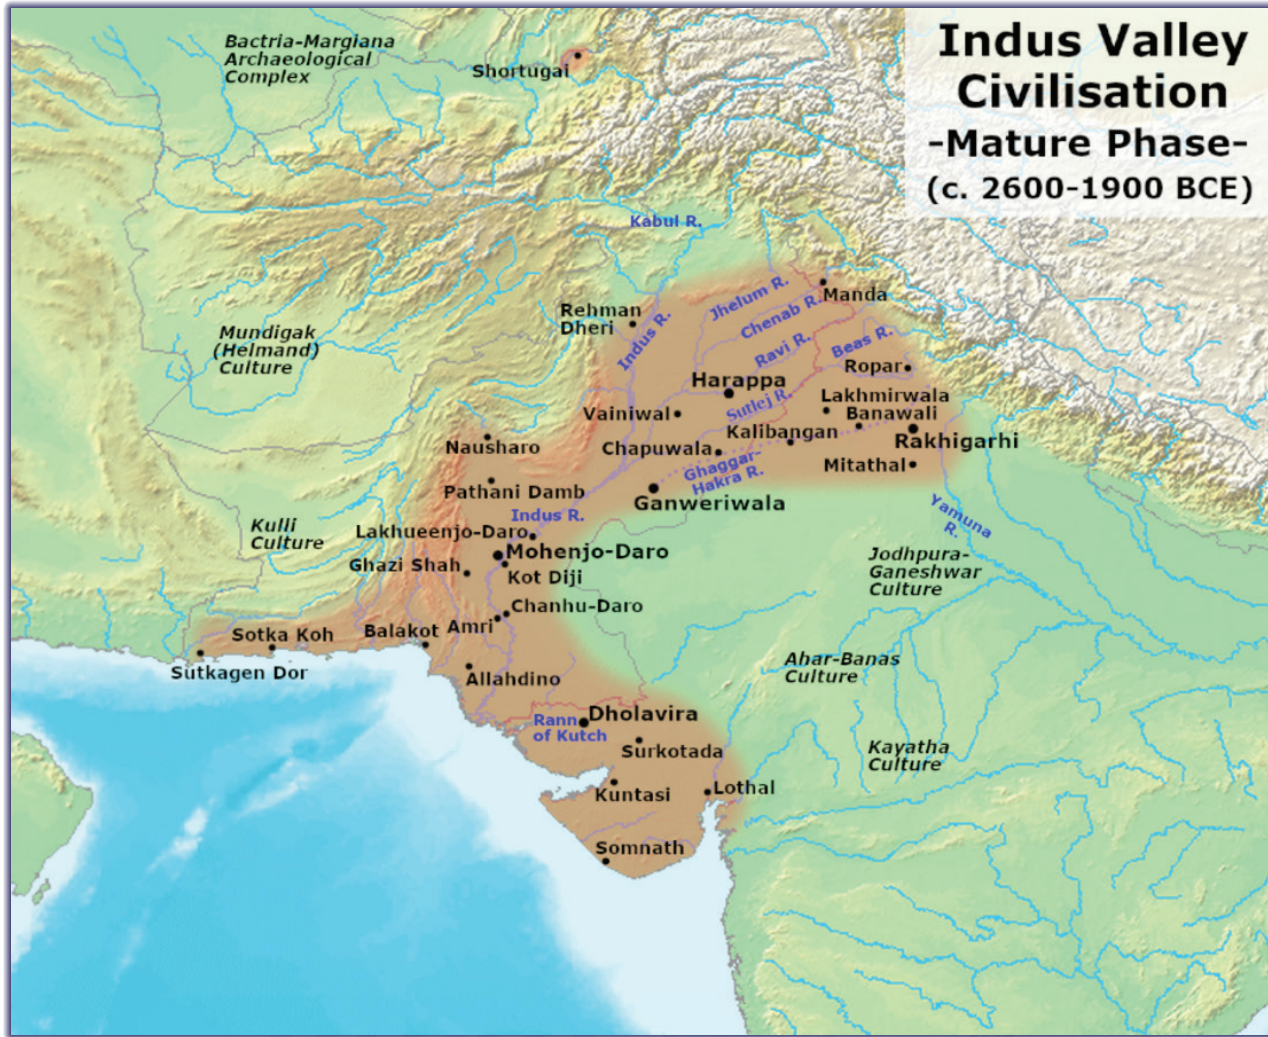 Indus Valley
Civilisation
-Mature Phase-
(c. 2600-1900 BCE)
Bactria-Margiana
Archaeological
Complex
Shortugai
Kabul R.
Rehman
Dheri
Indus R.
Jhelum R.
Manda
Chenab R.
Ravi R.
Beas R.
Mundigak
(Helmand)
Culture
Ropar
Harappa
Lakhmirwala
Sutlej R.
Banawali
Vainiwal
Kalibangan
Rakhigarhi
Nausharo
Chapuwala
Ghaggar-
Hakra R.
Mitathal
Pathani Damb
Ganweriwala
Indus R.
Yamuna
R.
Kulli
Culture
Lakhueenjo-Daro
Mohenjo-Daro
Ghazi Shah
Kot Diji
Jodhpura-
Ganeshwar
Culture
Chanhu-Daro
Sotka Koh
Balakot
Amri
Sutkagen Dor
Allahdino
Ahar-Banas
Culture
Rann
of Kutch
Dholavira
Surkotada
Kayatha
Culture
Kuntasi
Lothal
Somnath